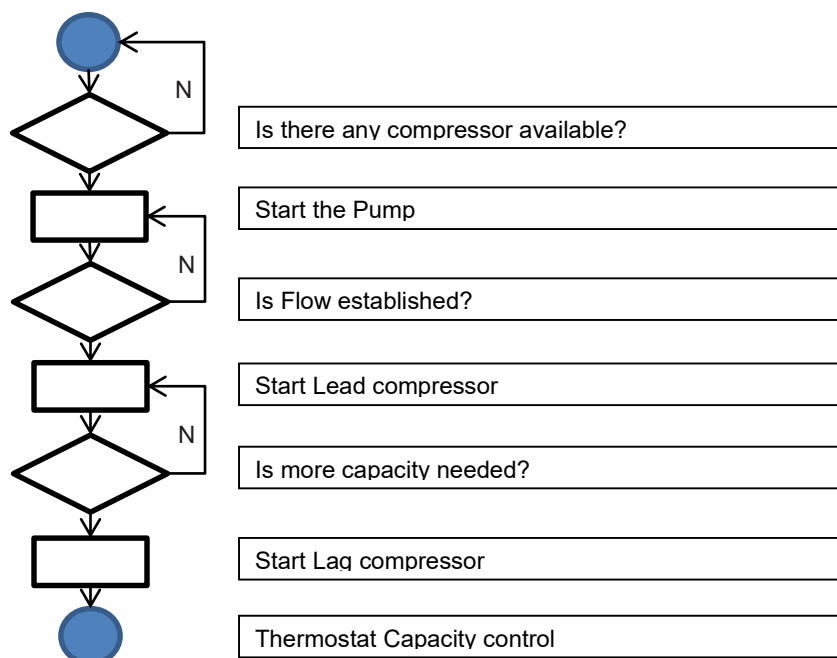 N
Is there any compressor available?
Start the Pump
N
Is Flow established?
Start Lead compressor
N
Is more capacity needed?
Start Lag compressor
Thermostat Capacity control